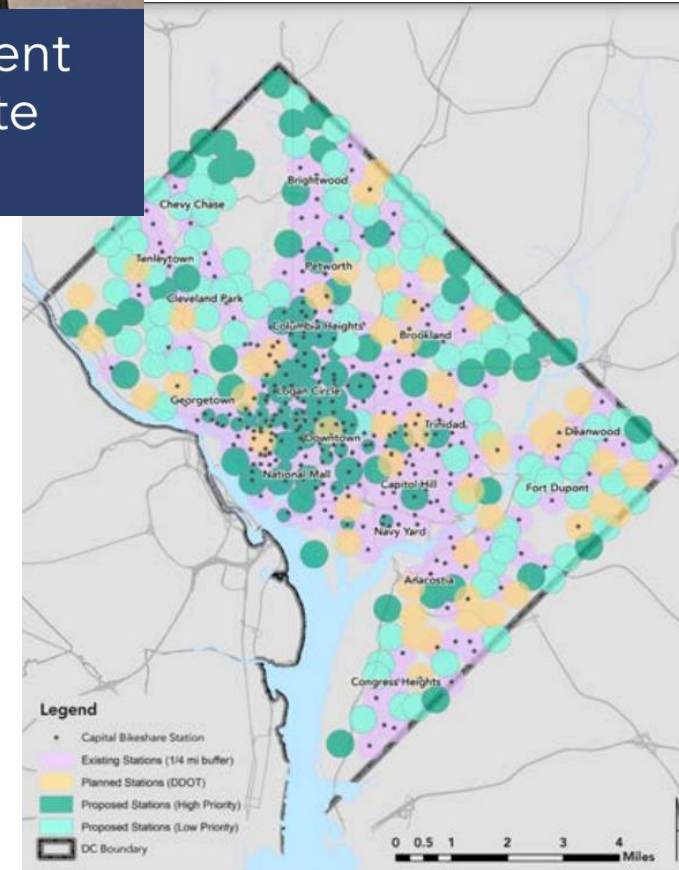 ent
te
Brightwood
Chevy Chase
Tenleytown
Petworth
Cleveland Park
Columbia Heights
Brookland
Logan Circle
Georgetown
Trinidad
Deanwood
Downtown
National Mall
Capitol Hill
Fort Dupont
Navy Yard
Anacostia
Congress Heights
Legend
Capital Bikeshare Station
Existing Stations (1/4 mi buffer)
Planned Stations (DDOT)
Proposed Stations (High Priority)
Proposed Stations (Low Priority)
DC Boundary
0 0.5 1 2 3 4
Miles